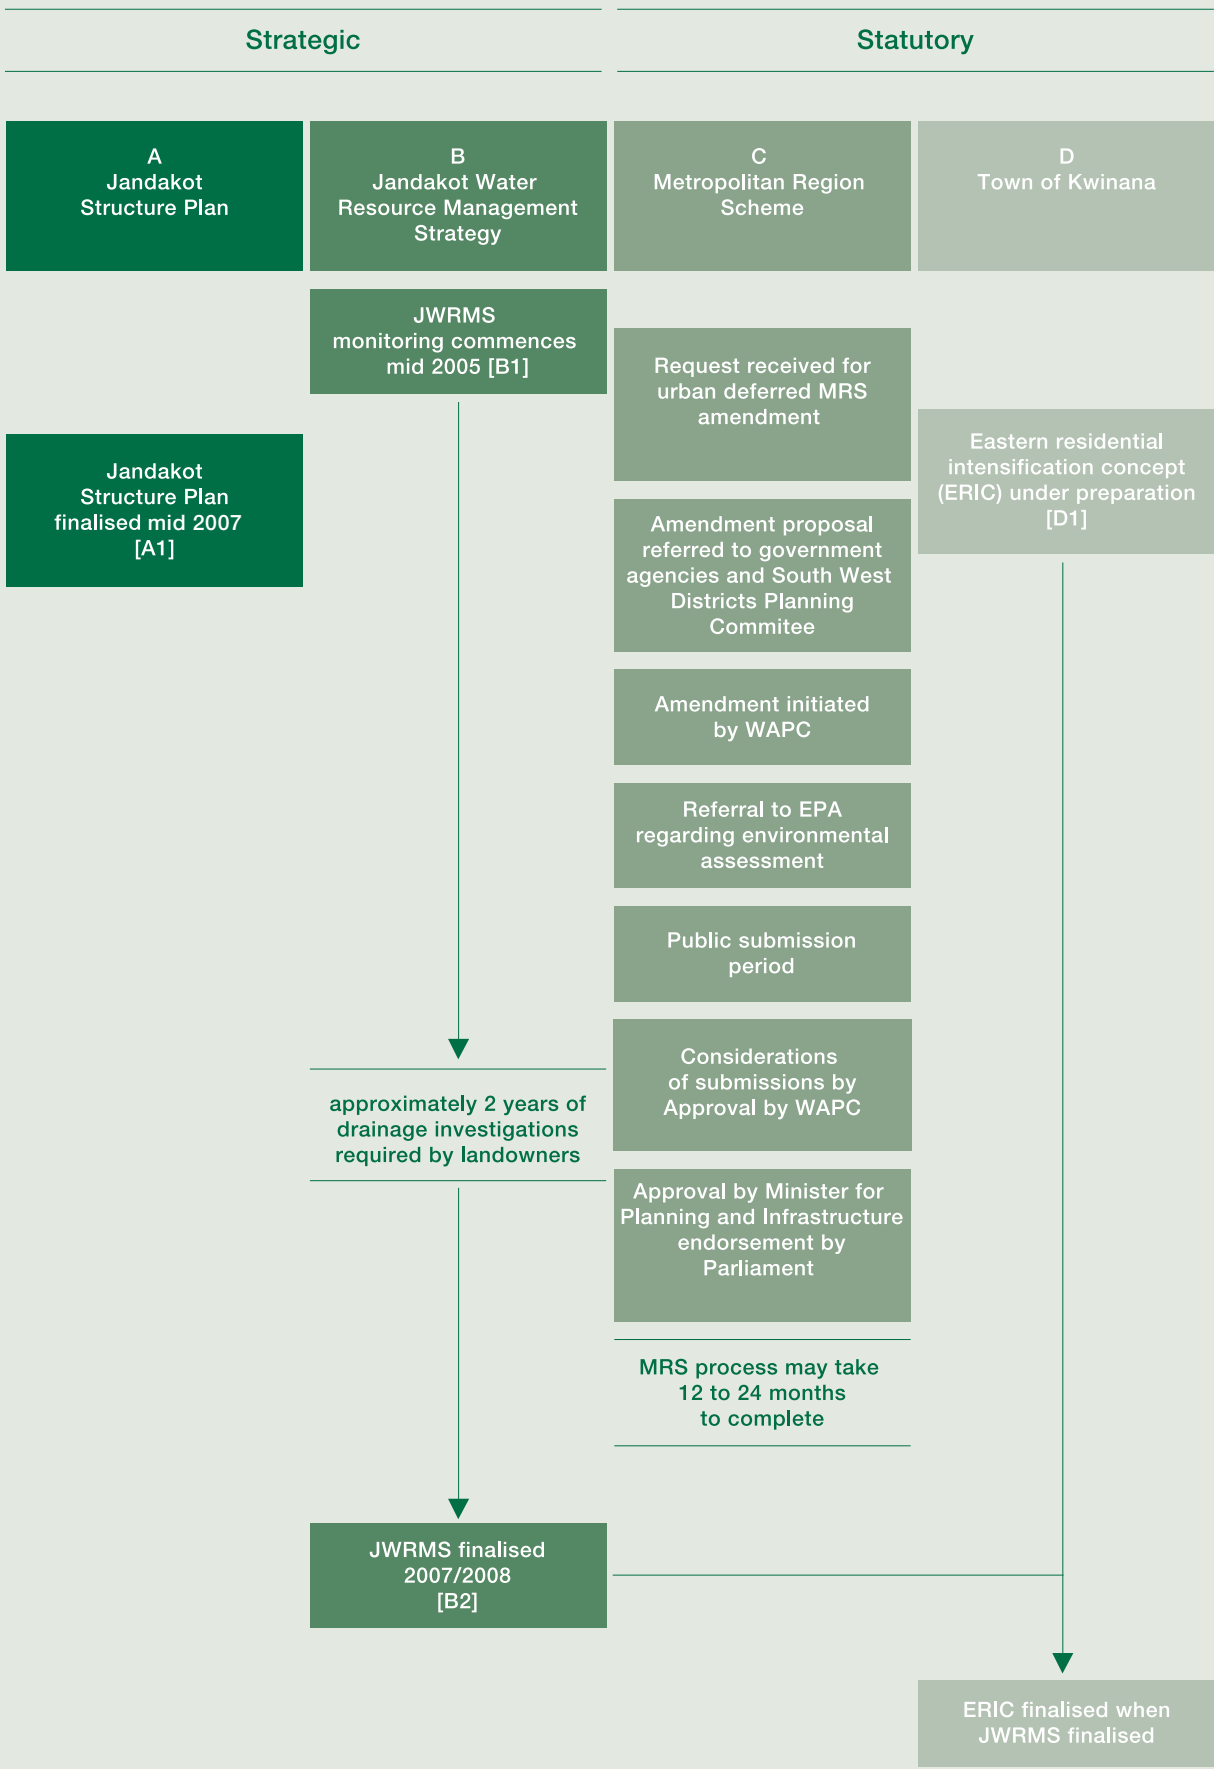 Strategic
Statutory
A
Jandakot
Structure Plan
B
Jandakot Water
Resource Management
Strategy
C
Metropolitan Region
Scheme
D
Town of Kwinana
Jandakot
Structure Plan
finalised mid 2007
[A1]
JWRMS
monitoring commences
mid 2005 [B1]
approximately 2 years of
drainage investigations
required by landowners
JWRMS finalised
2007/2008
[B2]
Request received for
urban deferred MRS
amendment
Amendment proposal
referred to government
agencies and South West
Districts Planning
Commitee
Amendment initiated
by WAPC
Referral to EPA
regarding environmental
assessment
Public submission
period
Considerations
of submissions by
Approval by WAPC
Approval by Minister for
Planning and Infrastructure
endorsement by
Parliament
MRS process may take
12 to 24 months
to complete
Eastern residential
intensification concept
(ERIC) under preparation
[D1]
ERIC finalised when
JWRMS finalised